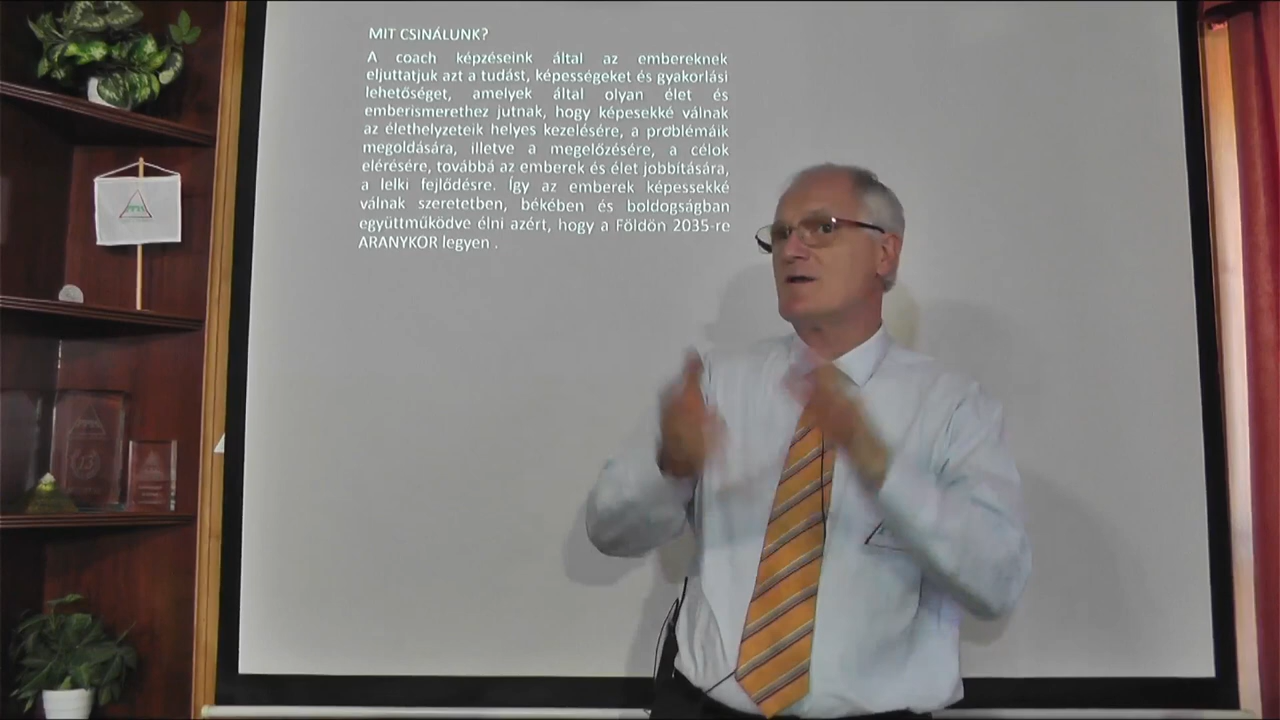 MIT CSINÁLUNK?
A coach képzéseink által az embereknek
eljuttatjuk azt a tudást, képességeket és gyakorlási
lehetőséget, amelyek által olyan élet és
emberismerethez jutnak, hogy képesekké válnak
az élethelyzeteik helyes kezelésére, a problémáik
megoldására, illetve a megelőzésére, a célok
elérésére, továbbá az emberek és élet jobbítására,
a lelki fejlődésre. Így az emberek képessekké
válnak szeretetben, békében és boldogságban
együttműködve élni azért, hogy a Földön 2035-re
ARANYKOR legyen .